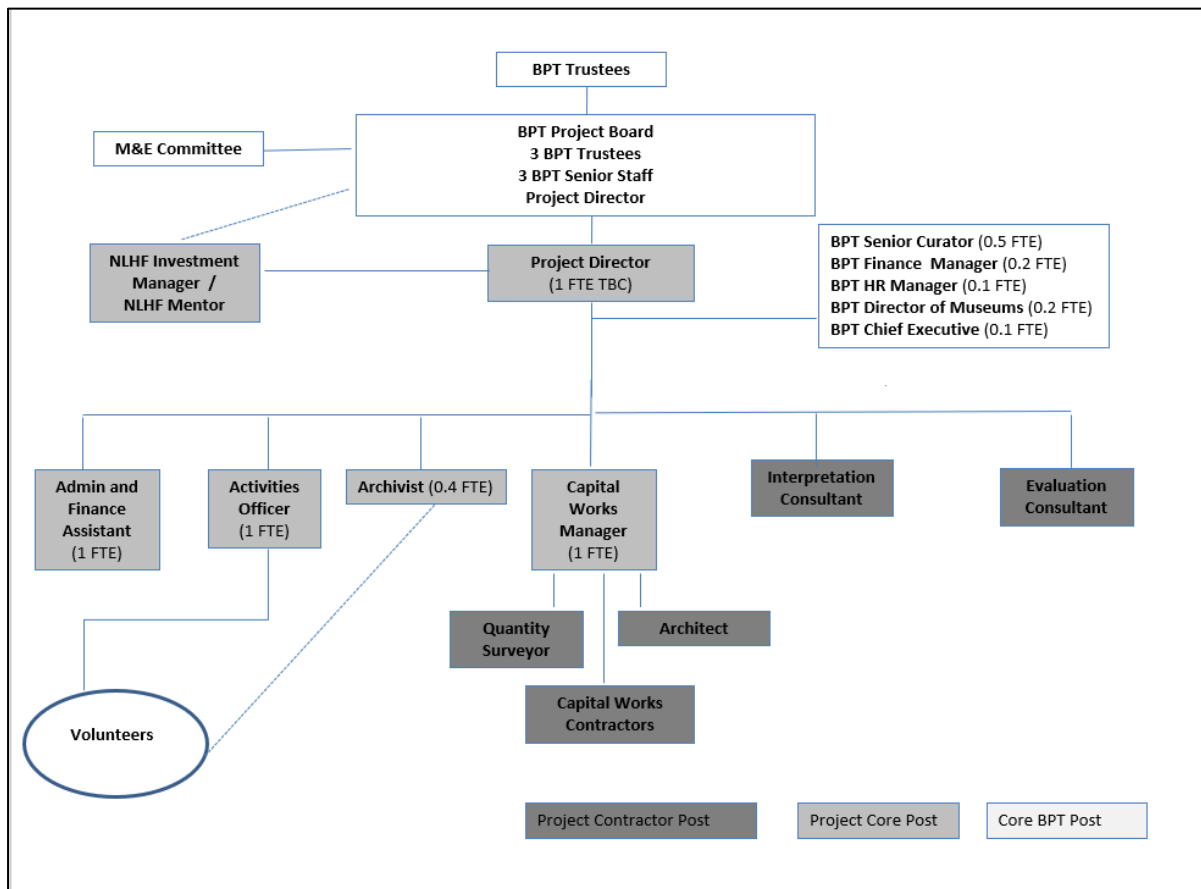 BPT Trustees
BPT Project Board
3 BPT Trustees
3 BPT Senior Staff
Project Director
M&E Committee
NLHF Investment
Manager /
NLHF Mentor
Project Director
(1 FTE TBC)
BPT Senior Curator (0.5 FTE)
BPT Finance Manager (0.2 FTE)
BPT HR Manager (0.1 FTE)
BPT Director of Museums (0.2 FTE)
BPT Chief Executive (0.1 FTE)
Admin and
Finance
Assistant
(1 FTE)
Activities
Officer
(1 FTE)
Archivist (0.4 FTE)
Capital
Works
Manager
(1 FTE)
Interpretation
Consultant
Evaluation
Consultant
Quantity
Surveyor
Architect
Capital Works
Contractors
Volunteers
Project Contractor Post
Project Core Post
Core BPT Post